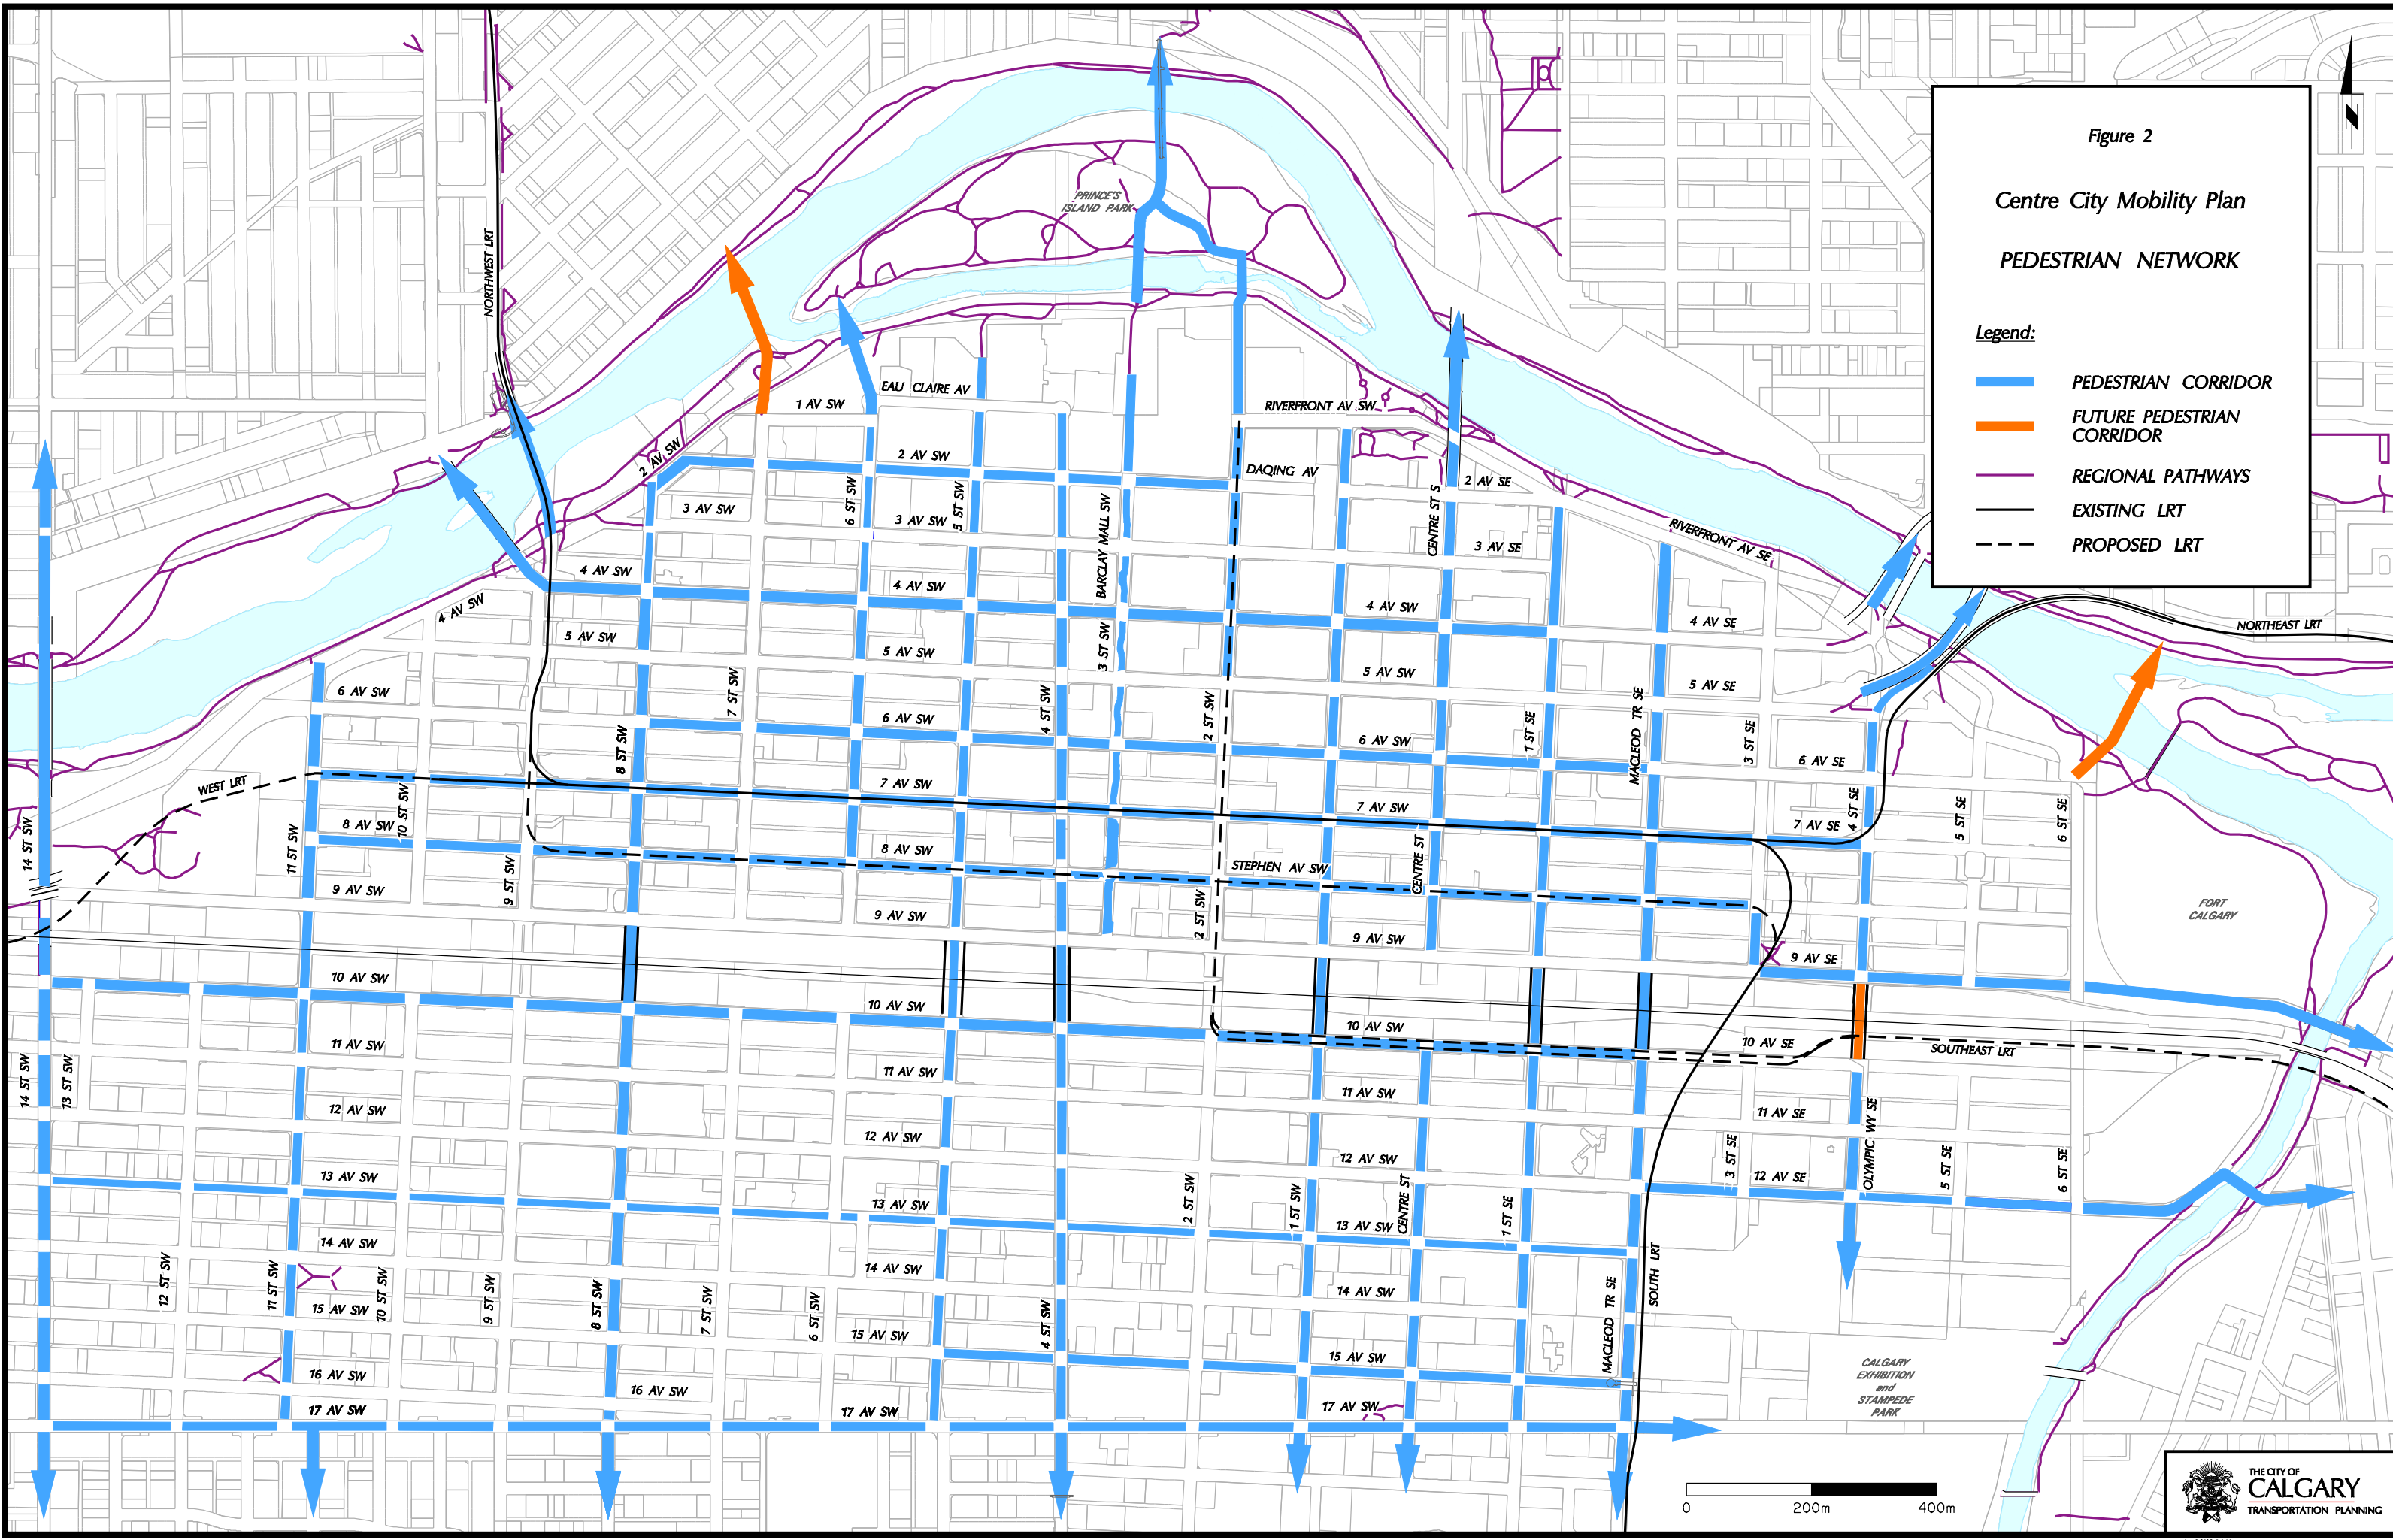 Figure 2
Centre City Mobility Plan
PEDESTRIAN NETWORK
Legend:
PEDESTRIAN CORRIDOR
FUTURE PEDESTRIAN
CORRIDOR
REGIONAL PATHWAYS
EXISTING LRT
PROPOSED LRT
PRINCE'S
ISLAND PARK
NORTHWEST LRT
EAU CLAIRE AV
1 AV SW
RIVERFRONT AV SW
2 AV SW
2 AV SW
DAQING AV
2 AV SE
3 AV SW
6 ST SW
3 AV SW
5 ST SW
BARCLAY MALL SW
CENTRE ST S
3 AV SE
RIVERFRONT AV SE
4 AV SW
4 AV SW
4 AV SW
4 AV SW
4 AV SE
NORTHEAST LRT
5 AV SW
5 AV SW
3 ST SW
5 AV SW
5 AV SE
6 AV SW
7 ST SW
6 AV SW
4 ST SW
2 ST SW
6 AV SW
1 ST SE
MACLEOD TR SE
3 ST SE
6 AV SE
8 ST SW
WEST LRT
7 AV SW
7 AV SW
7 AV SE
4 ST SE
5 ST SE
6 ST SE
14 ST SW
11 ST SW
8 AV SW
10 ST SW
8 AV SW
STEPHEN AV SW
CENTRE ST
9 AV SW
9 ST SW
9 AV SW
2 ST SW
9 AV SW
9 AV SE
FORT
CALGARY
10 AV SW
10 AV SW
10 AV SW
10 AV SE
SOUTHEAST LRT
14 ST SW
13 ST SW
11 AV SW
11 AV SW
11 AV SW
11 AV SE
OLYMPIC WY SE
12 AV SW
12 AV SW
12 AV SW
3 ST SE
12 AV SE
5 ST SE
6 ST SE
13 AV SW
13 AV SW
2 ST SW
1 ST SW
13 AV SW
CENTRE ST
1 ST SE
14 AV SW
14 AV SW
14 AV SW
SOUTH LRT
12 ST SW
11 ST SW
15 AV SW
10 ST SW
9 ST SW
8 ST SW
7 ST SW
6 ST SW
15 AV SW
4 ST SW
15 AV SW
MACLEOD TR SE
16 AV SW
16 AV SW
17 AV SW
17 AV SW
17 AV SW
CALGARY
EXHIBITION
and
STAMPEDE
PARK
0 200m 400m
THE CITY OF
CALGARY
TRANSPORTATION PLANNING